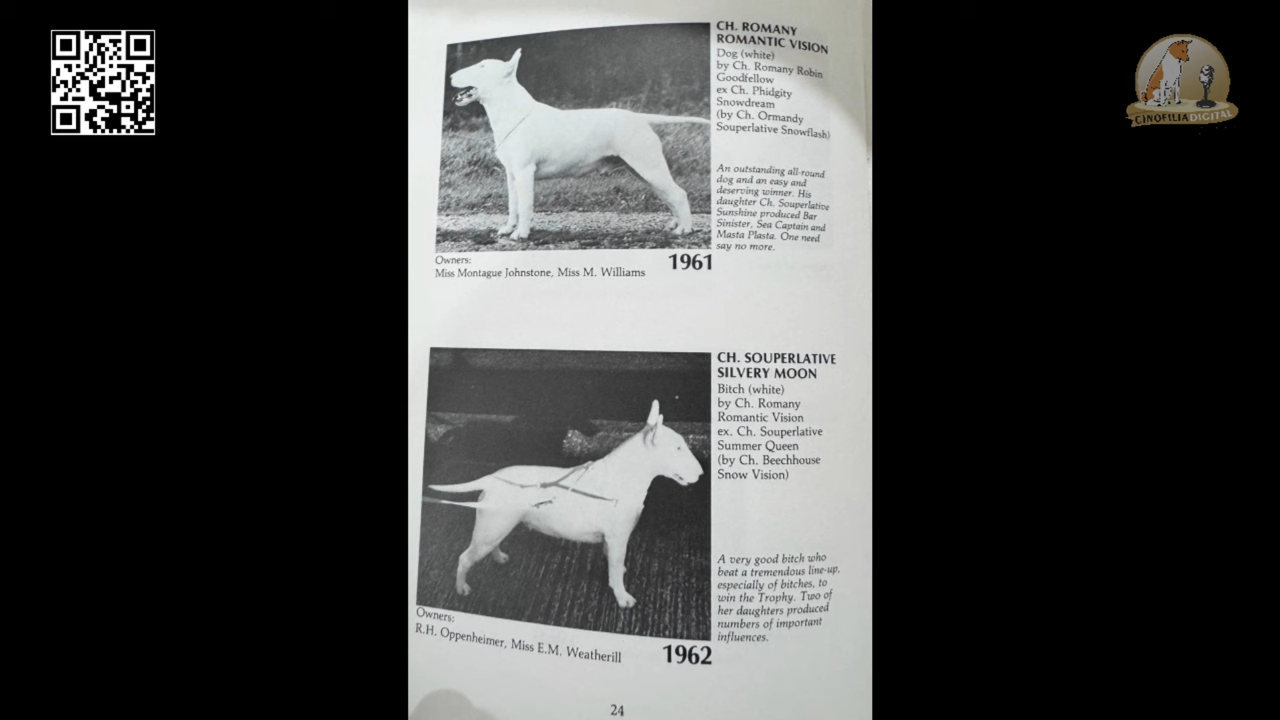 CH. ROMANY
ROMANTIC VISION
Dog (white)
by Ch. Romany Robin
Goodfellow
ex Ch. Phidgity
Snowdream
(by Ch. Ormandy
Souperlative Snowflash)
An outstanding all-round
dog and an easy and
deserving winner. His
daughter Ch. Souperlative
Sunshine produced Bar
Sinister, Sea Captain and
Masta Plasta. One need
say no more.
Owners:
Miss Montague Johnstone, Miss M. Williams
1961
CH. SOUPERLATIVE
SILVERY MOON
Bitch (white)
by Ch. Romany
Romantic Vision
ex. Ch. Souperlative
Summer Queen
(by Ch. Beechhouse
Snow Vision)
A very good bitch who
beat a tremendous line-up,
especially of bitches, to
win the Trophy. Two of
her daughters produced
numbers of important
influences.
Owners:
R.H. Oppenheimer, Miss E.M. Weatherill
1962
24
CINOFILIA DIGITAL